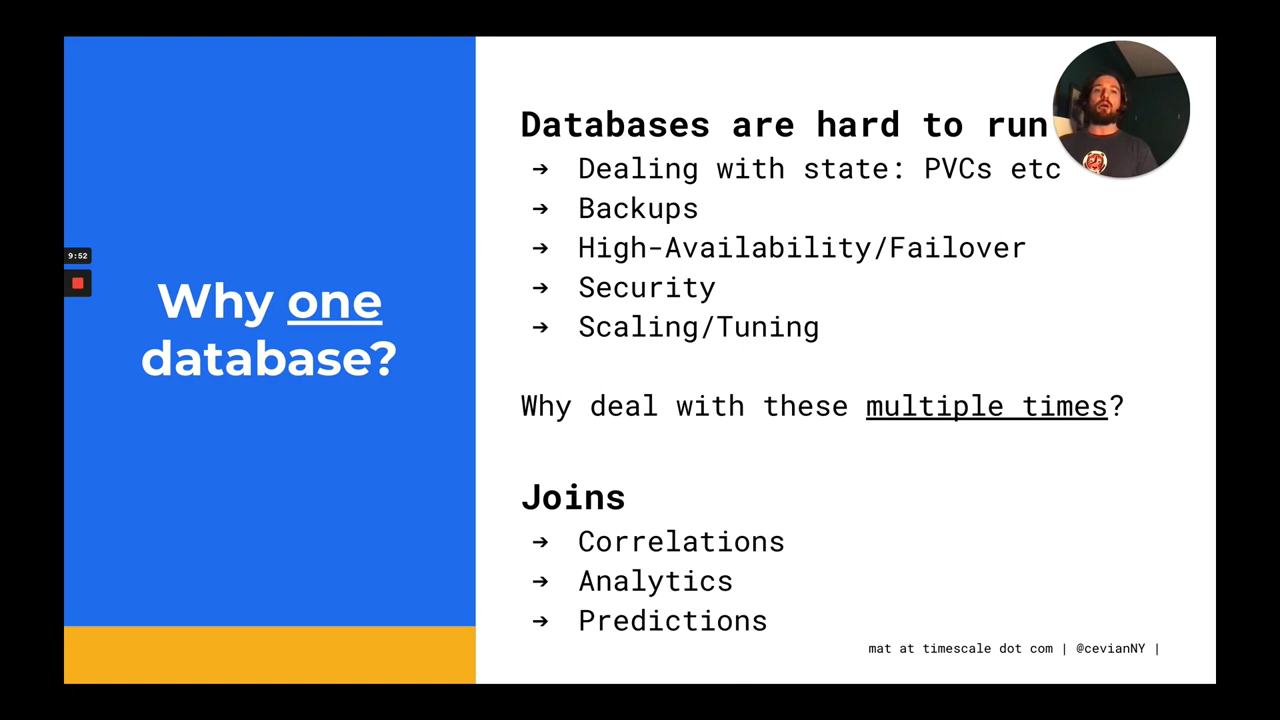 Why one
database?
9:52
Databases are hard to run
➔ Dealing with state: PVCs etc
➔ Backups
➔ High-Availability/Failover
➔ Security
➔ Scaling/Tuning
Why deal with these multiple times?
Joins
➔ Correlations
➔ Analytics
➔ Predictions
mat at timescale dot com | @cevianNY |